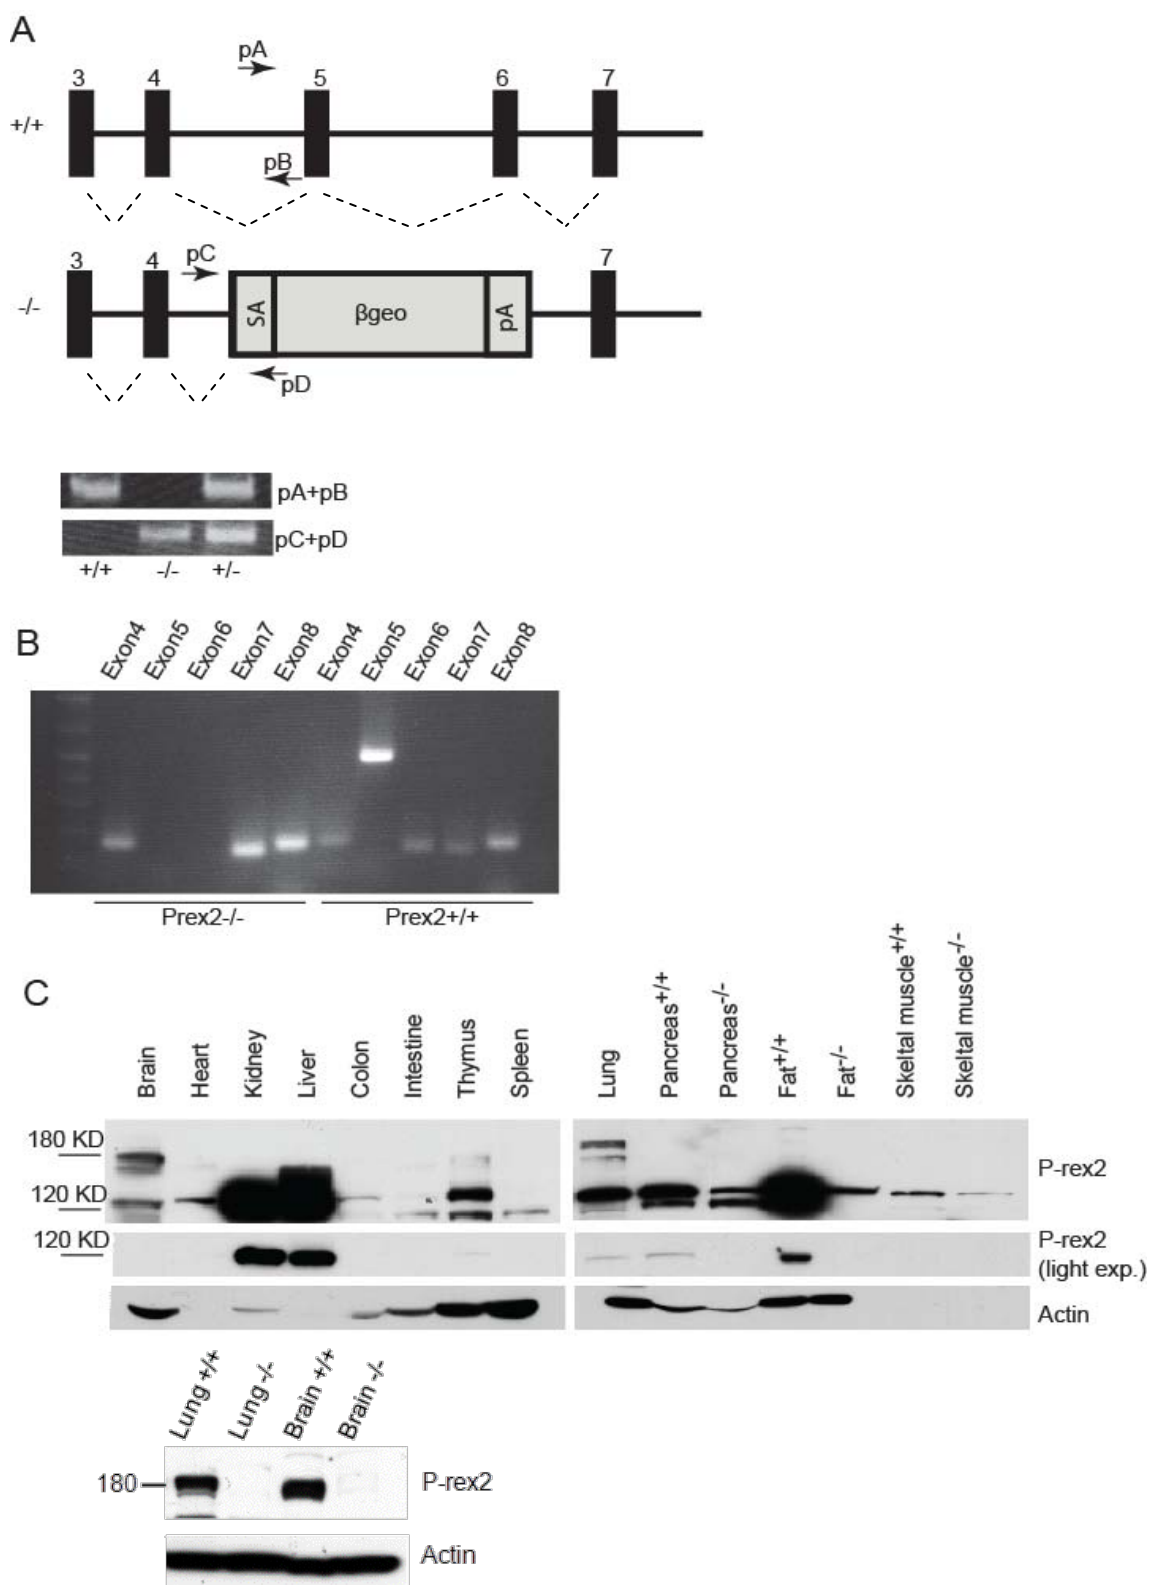 A
pA
3 4 5 6 7
+/+
pB
pC
3 4 7
-/-
SA βgeo pA
pD
pA+pB
pC+pD
+/+ -/- +/-
B
Exon4 Exon5 Exon6 Exon7 Exon8 Exon4 Exon5 Exon6 Exon7 Exon8
Prex2-/- Prex2+/+
C
Brain Heart Kidney Liver Colon Intestine Thymus Spleen Lung Pancreas+/+ Pancreas-/- Fat+/+ Fat-/- Skeltal muscle+/+ Skeltal muscle-/-
180 KD
P-rex2
120 KD
120 KD
P-rex2
(light exp.)
Actin
Lung +/+ Lung -/- Brain +/+ Brain -/-
180
P-rex2
Actin